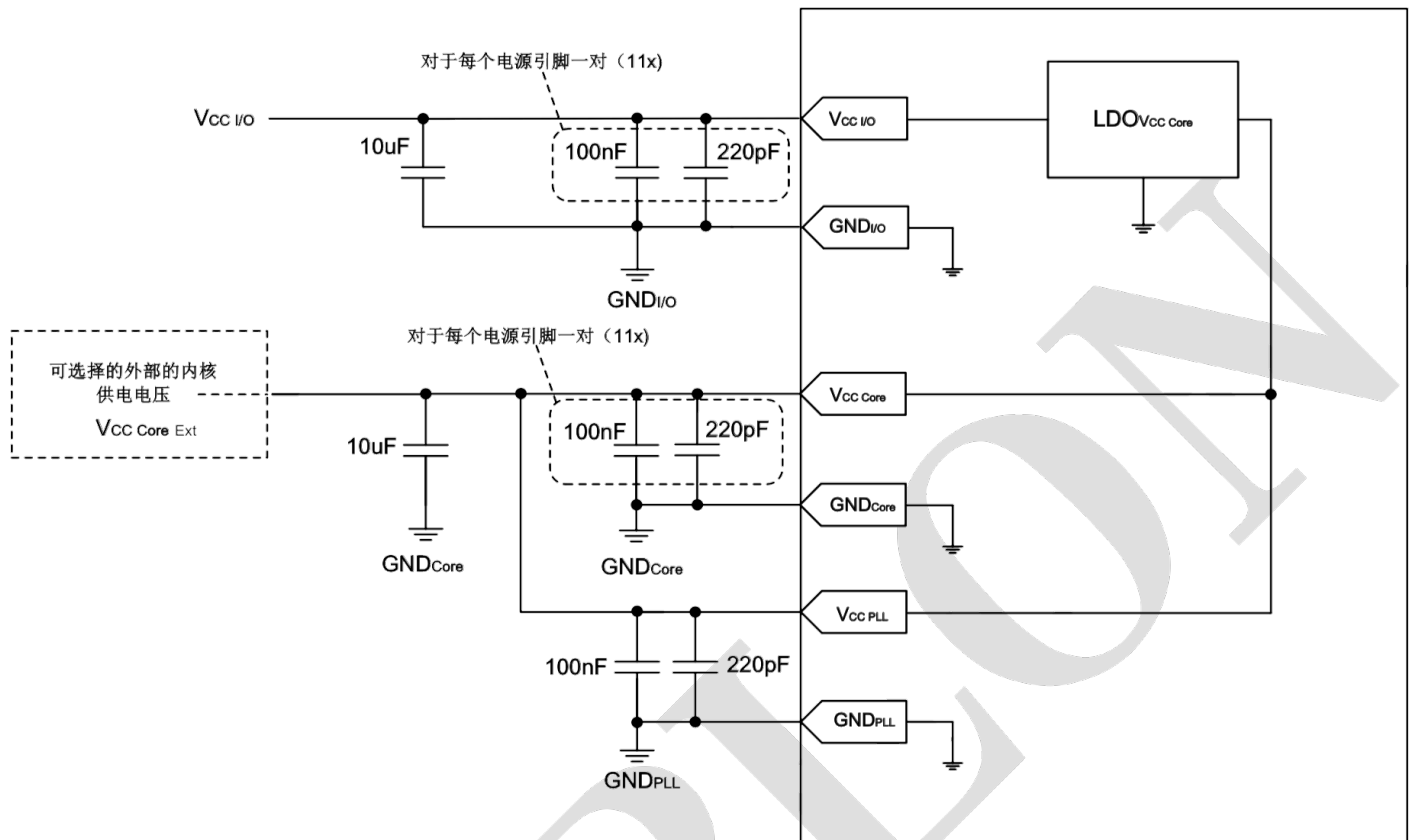 对于每个电源引脚一对（11x)
VCC I/O
10uF
100nF
220pF
VCC I/O
LDOVCC Core
GNDI/O
GNDI/O
对于每个电源引脚一对（11x)
可选择的外部的内核
供电电压
VCC Core Ext
10uF
100nF
220pF
VCC Core
GNDCore
GNDCore
GNDCore
VCC PLL
100nF
220pF
GNDPLL
GNDPLL
PLON